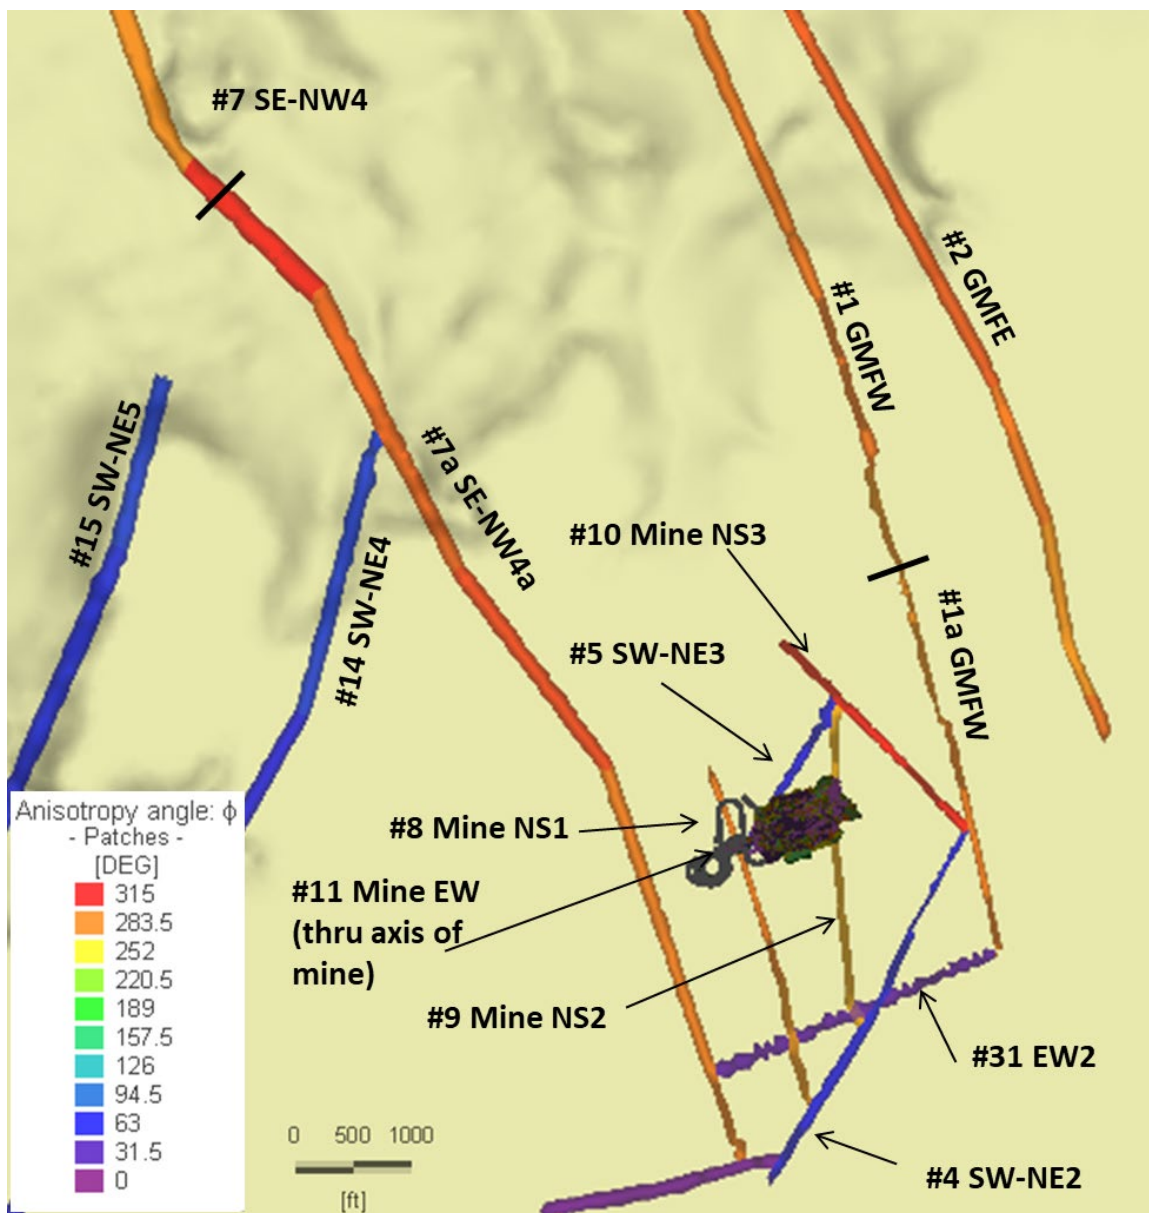 #7 SE-NW4
#2 GMFE
#1 GMFW
#15 SW-NE5
#7a SE-NW4a
#14 SW-NE4
#10 Mine NS3
#5 SW-NE3
#1a GMFW
#8 Mine NS1
#11 Mine EW
(thru axis of
mine)
#9 Mine NS2
#31 EW2
#4 SW-NE2
Anisotropy angle: ϕ
- Patches -
[DEG]
315
283.5
252
220.5
189
157.5
126
94.5
63
31.5
0
0 500 1000
[ft]